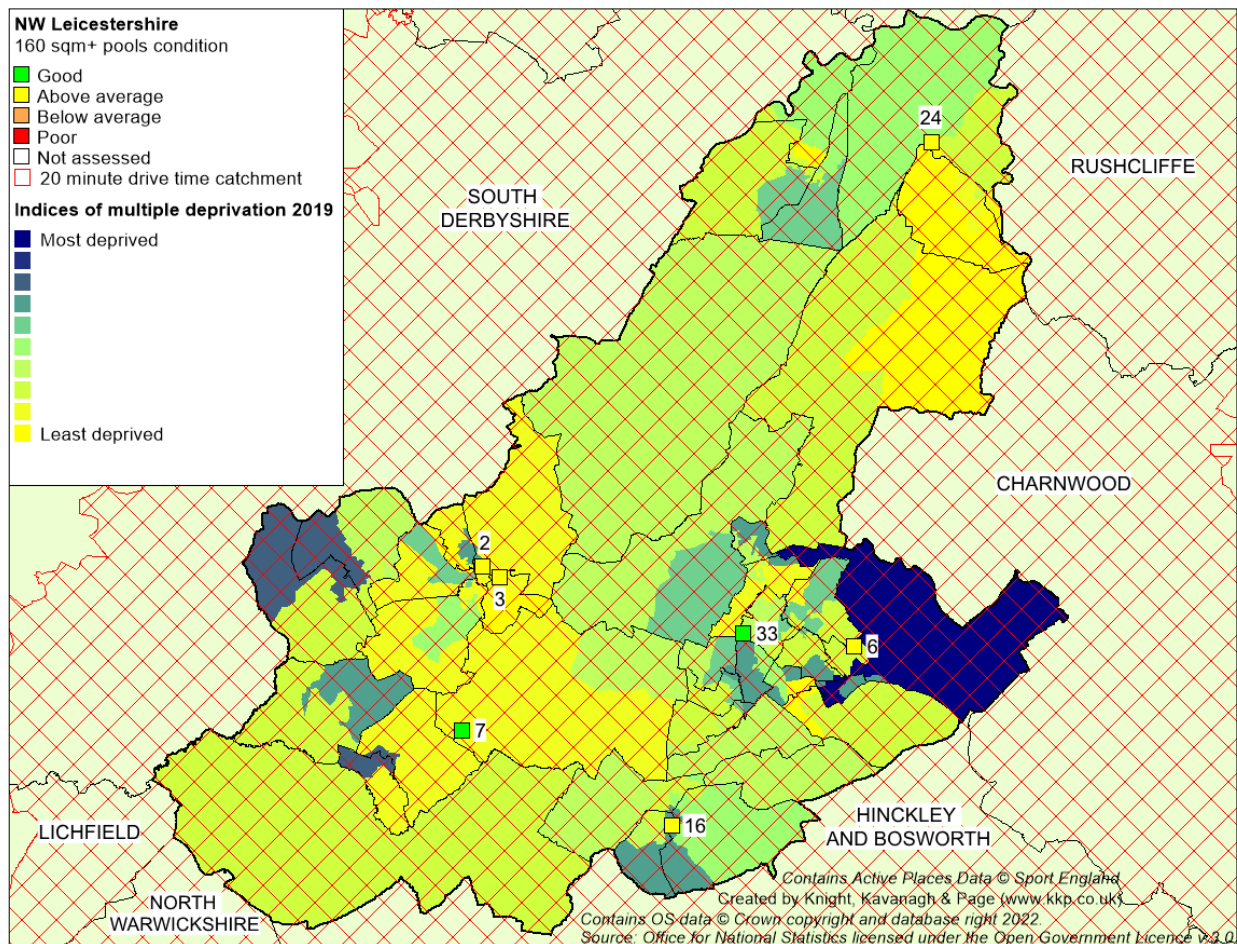 NW Leicestershire
160 sqm+ pools condition
Good
Above average
Below average
Poor
Not assessed
20 minute drive time catchment
Indices of multiple deprivation 2019
Most deprived
Least deprived
24
RUSHCLIFFE
SOUTH
DERBYSHIRE
CHARNWOOD
2
3
33
6
7
16
LICHFIELD
HINCKLEY
AND BOSWORTH
NORTH
WARWICKSHIRE
Contains Active Places Data © Sport England
Created by Knight, Kavanagh & Page (www.kkp.co.uk)
Contains OS data © Crown copyright and database right 2022.
Source: Office for National Statistics licensed under the Open Government Licence v.3.0